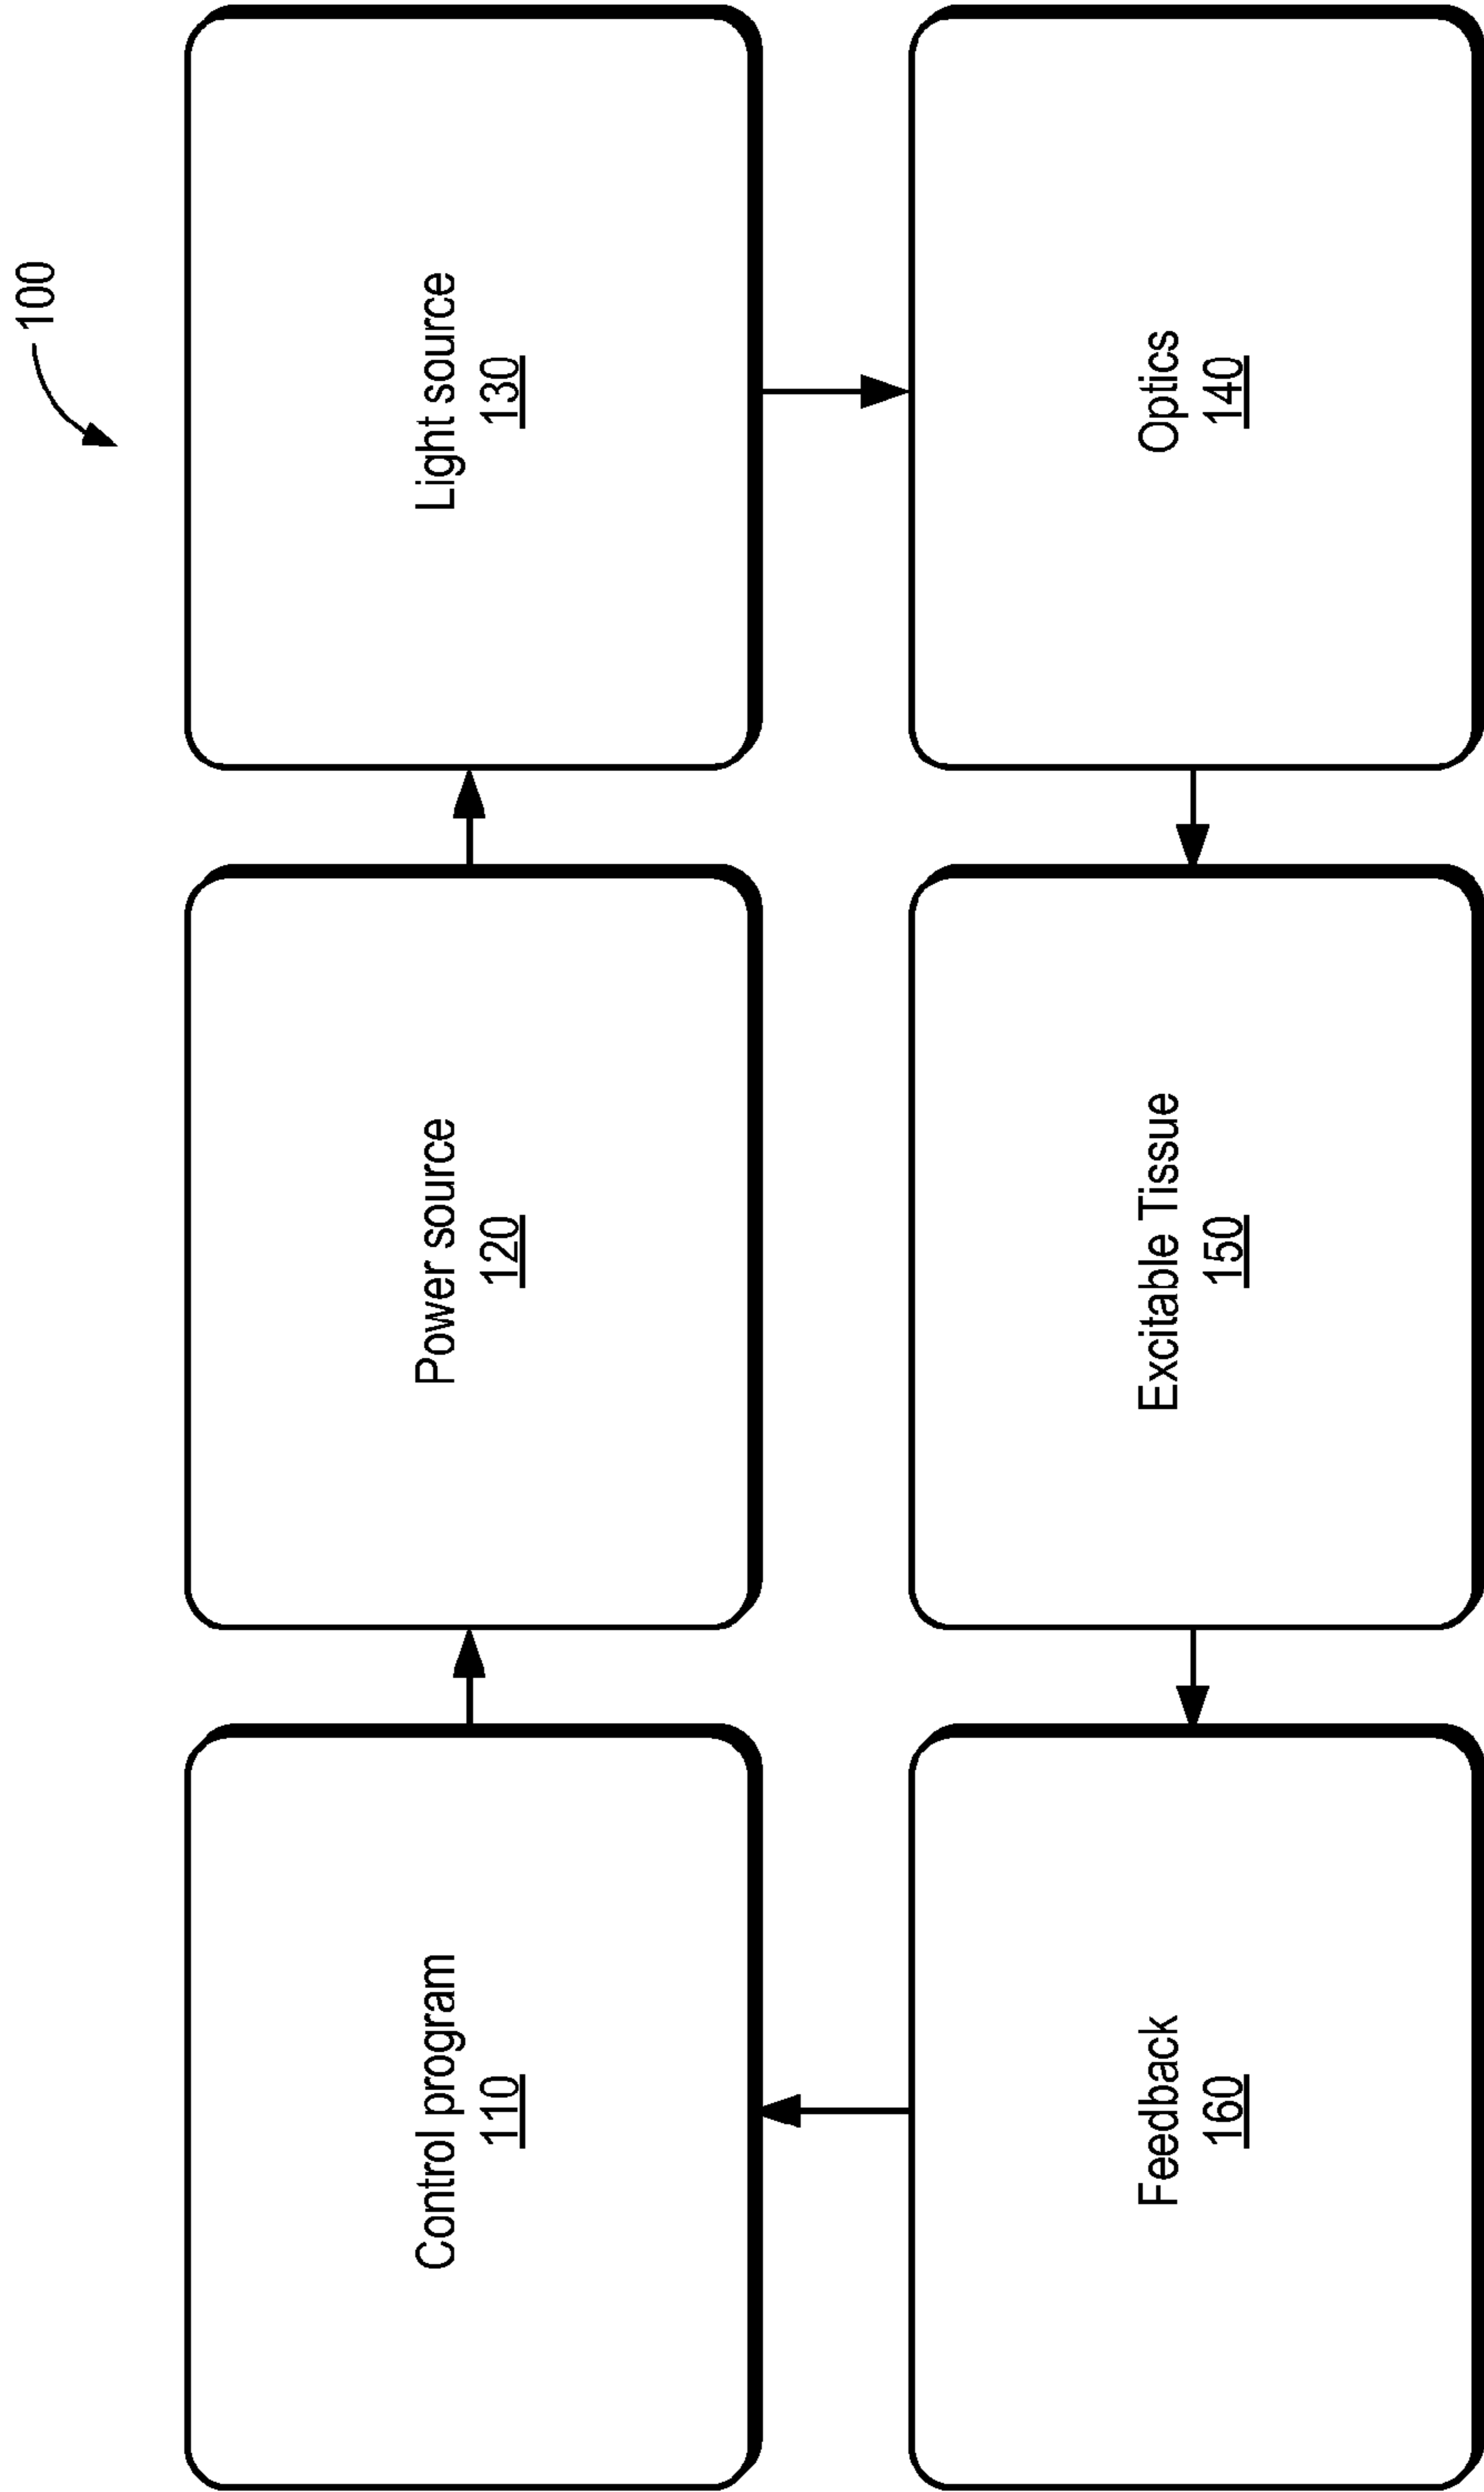 100
Control program
110
Power source
120
Light source
130
Feedback
160
Excitable Tissue
150
Optics
140